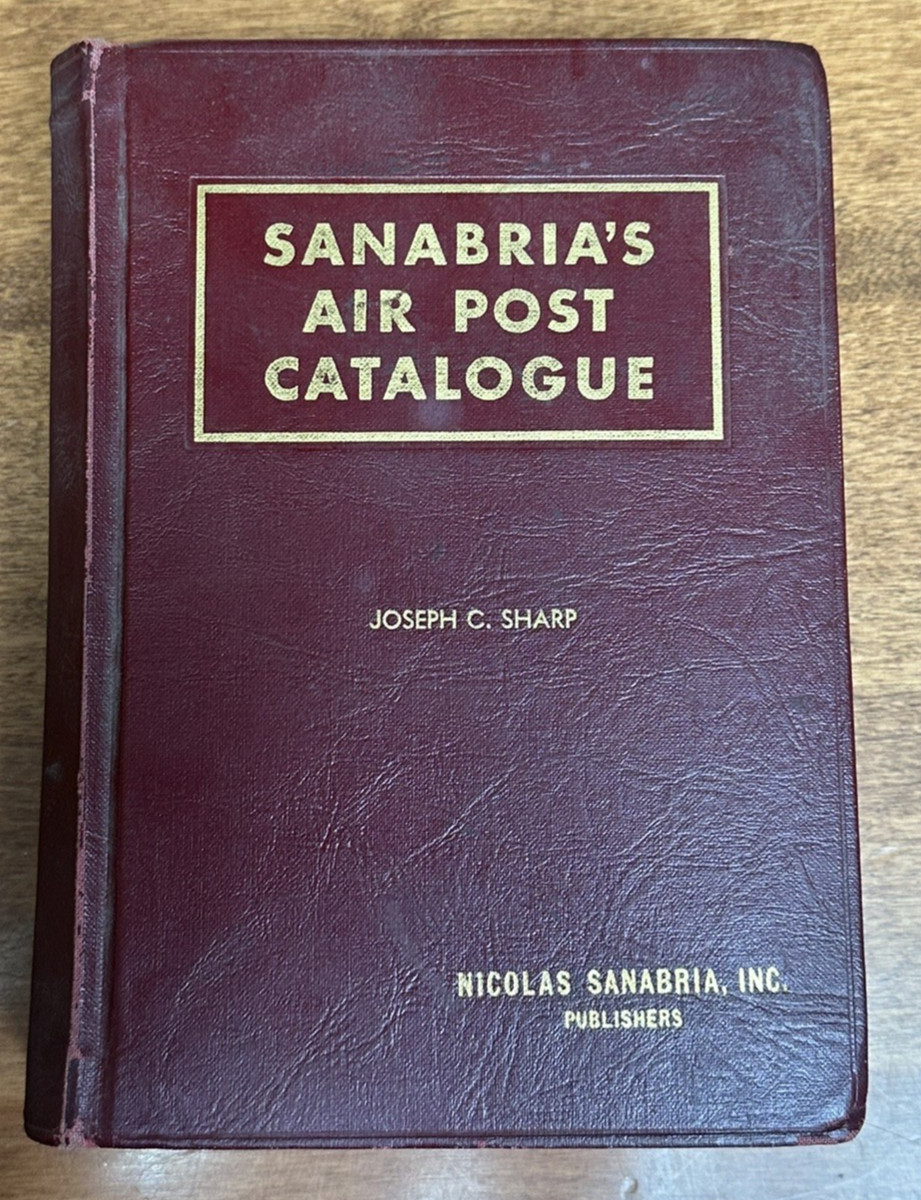 SANABRIA'S
AIR POST
CATALOGUE
JOSEPH C. SHARP
NICOLAS SANABRIA, INC.
PUBLISHERS